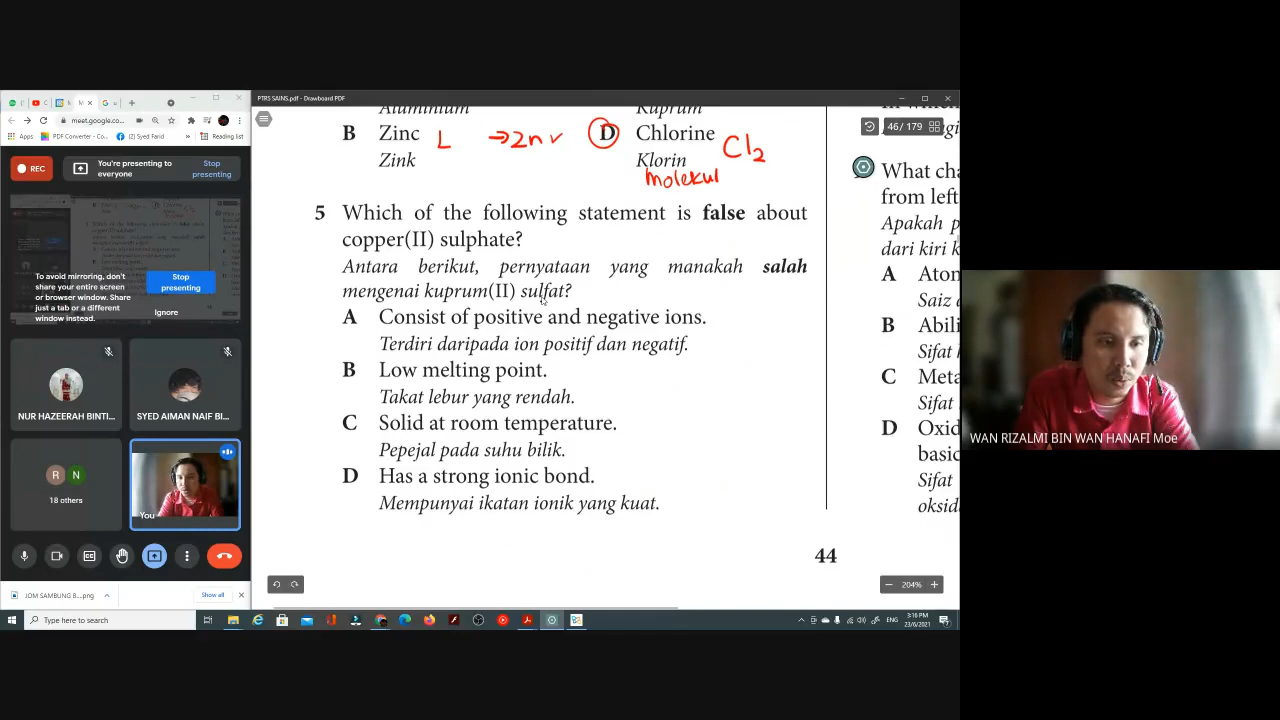 PTRS SAINS.pdf - Drawboard PDF
meet.google.co...
Apps
PDF Converter - Co...
(2) Syed Farid
Reading list
REC
You're presenting to everyone
Stop presenting
To avoid mirroring, don't share your entire screen or browser window. Share just a tab or a different window instead.
Stop presenting
Ignore
NUR HAZEERAH BINTI...
SYED AIMAN NAIF BI...
R
N
18 others
You
JOM SAMBUNG B....png
Show all
Aluminium
Kuprum
B Zinc L →Zn ✓ D Chlorine Cl2
Zink
Klorin
molekul
5 Which of the following statement is false about
copper(II) sulphate?
Antara berikut, pernyataan yang manakah salah
mengenai kuprum(II) sulfat?
A Consist of positive and negative ions.
Terdiri daripada ion positif dan negatif.
B Low melting point.
Takat lebur yang rendah.
C Solid at room temperature.
Pepejal pada suhu bilik.
D Has a strong ionic bond.
Mempunyai ikatan ionik yang kuat.
44
46 / 179
What cha
from left
Apakah p
dari kiri k
A Aton
Saiz a
B Abili
Sifat k
C Meta
Sifat l
D Oxid
basic
Sifat
oksid
204%
Type here to search
ENG
3:16 PM
23/6/2021
WAN RIZALMI BIN WAN HANAFI Moe